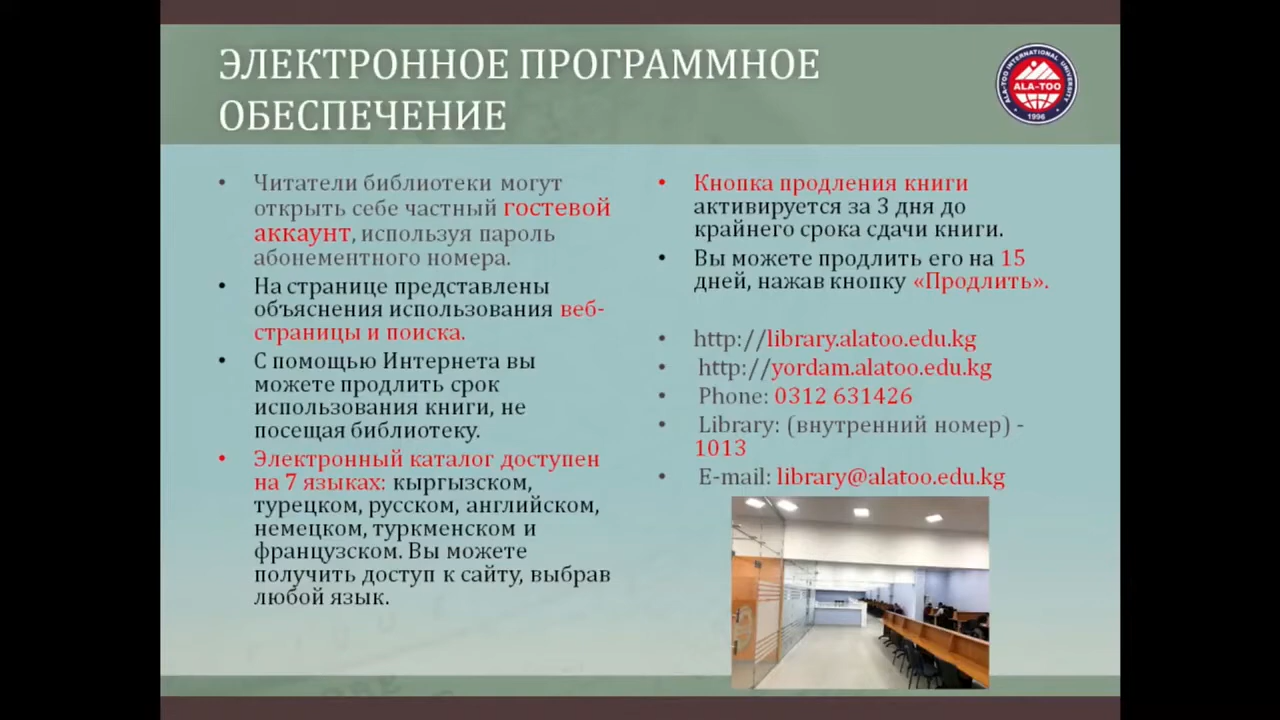 ЭЛЕКТРОННОЕ ПРОГРАММНОЕ
ОБЕСПЕЧЕНИЕ
ALA-TOO INTERNATIONAL UNIVERSITY
ALA-TOO
1996
• Читатели библиотеки могут
открыть себе частный гостевой
аккаунт, используя пароль
абонементного номера.
• На странице представлены
объяснения использования веб-
страницы и поиска.
• С помощью Интернета вы
можете продлить срок
использования книги, не
посещая библиотеку.
• Электронный каталог доступен
на 7 языках: кыргызском,
турецком, русском, английском,
немецком, туркменском и
французском. Вы можете
получить доступ к сайту, выбрав
любой язык.
• Кнопка продления книги
активируется за 3 дня до
крайнего срока сдачи книги.
• Вы можете продлить его на 15
дней, нажав кнопку «Продлить».
• http://library.alatoo.edu.kg
• http://yordam.alatoo.edu.kg
• Phone: 0312 631426
• Library: (внутренний номер) -
1013
• E-mail: library@alatoo.edu.kg